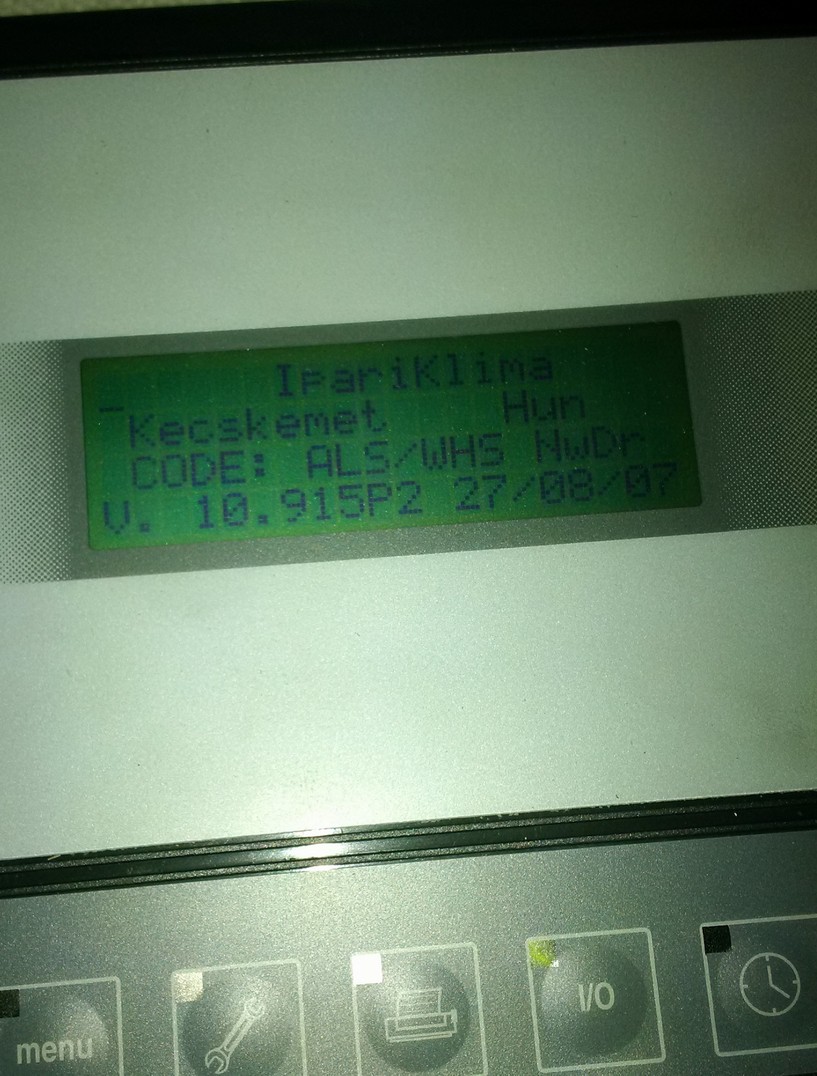 IpariKlima
Kecskemet Hun
CODE: ALS/WHS NwDr
V. 10.915P2 27/08/07
menu
I/O